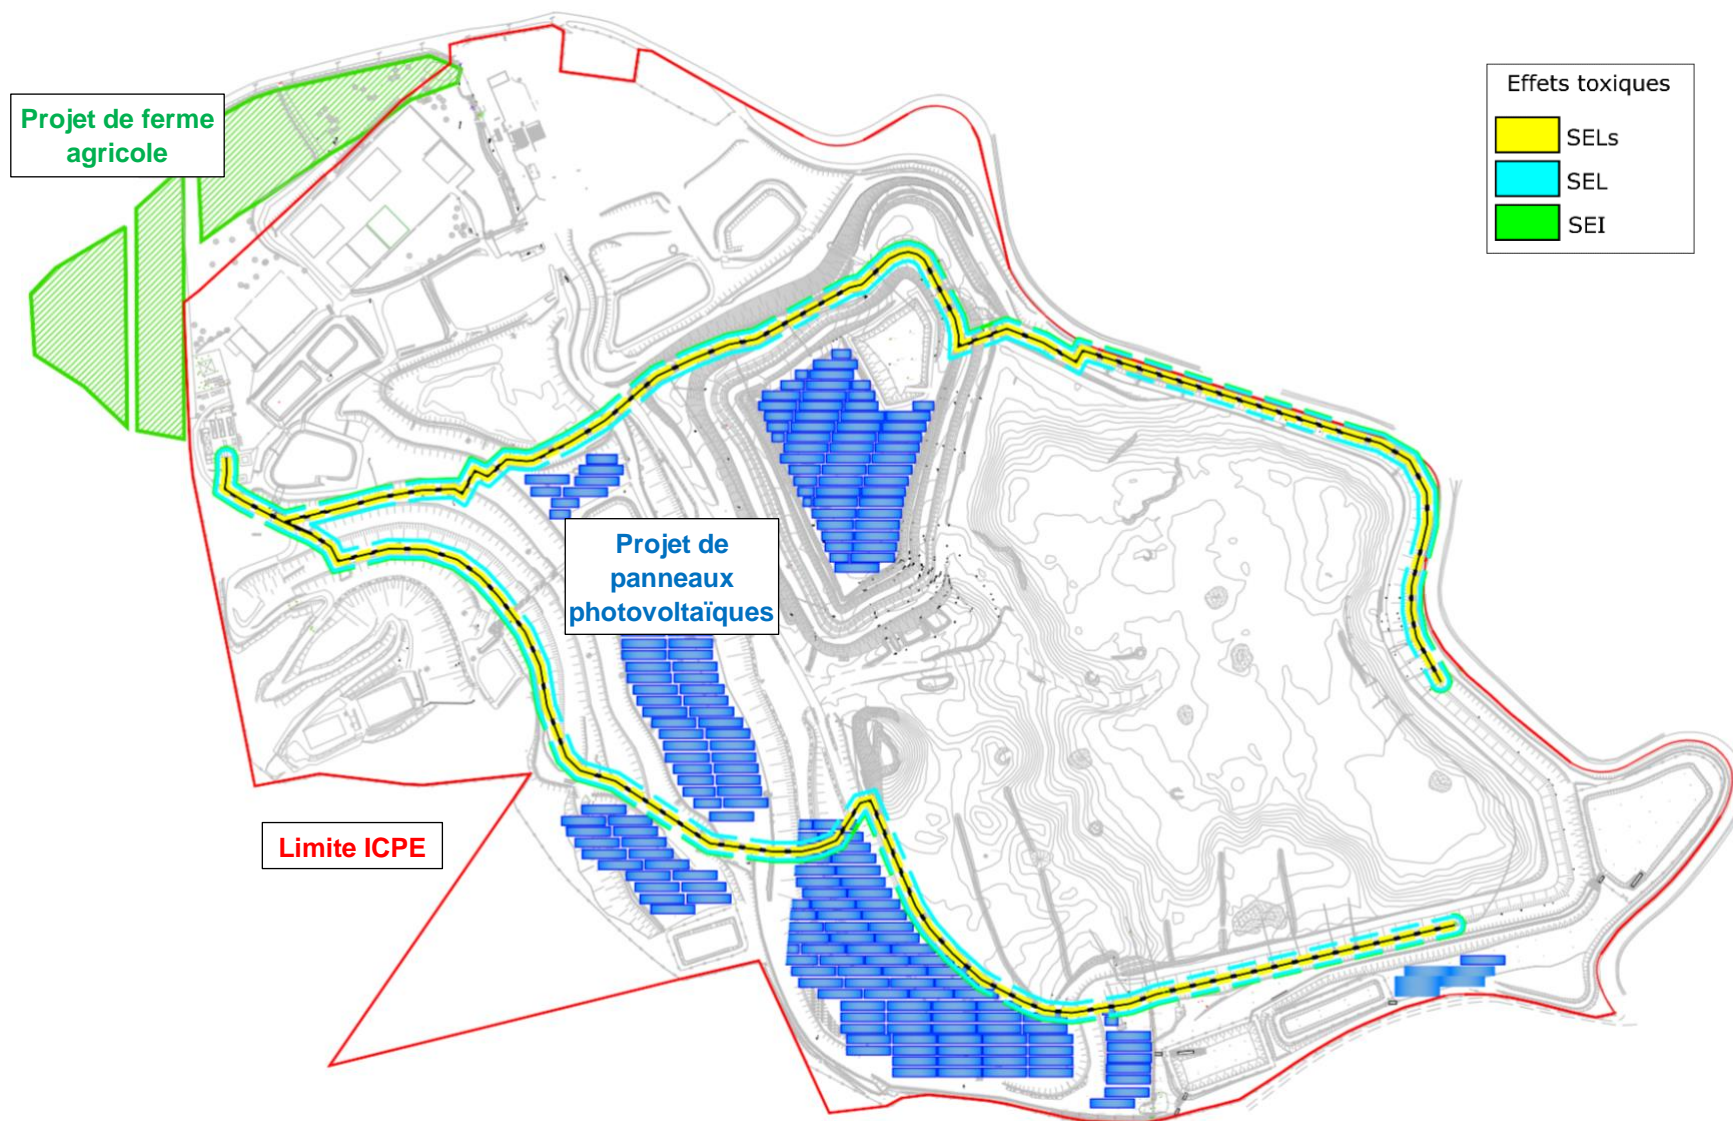 Projet de ferme
agricole
Effets toxiques
SELs
SEL
SEI
Projet de
panneaux
photovoltaïques
Limite ICPE